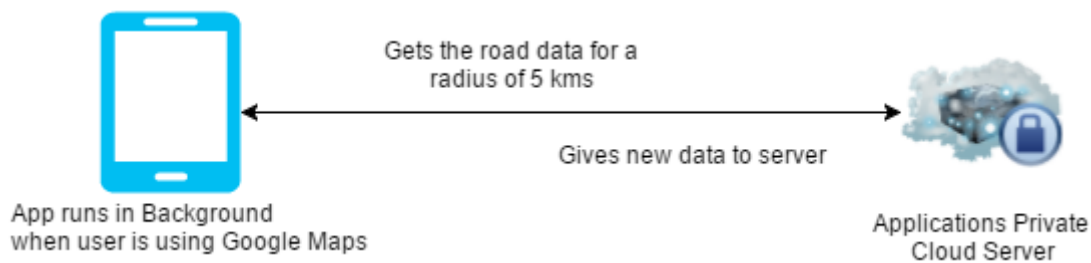 Gets the road data for a
radius of 5 kms
Gives new data to server
App runs in Background
when user is using Google Maps
Applications Private
Cloud Server